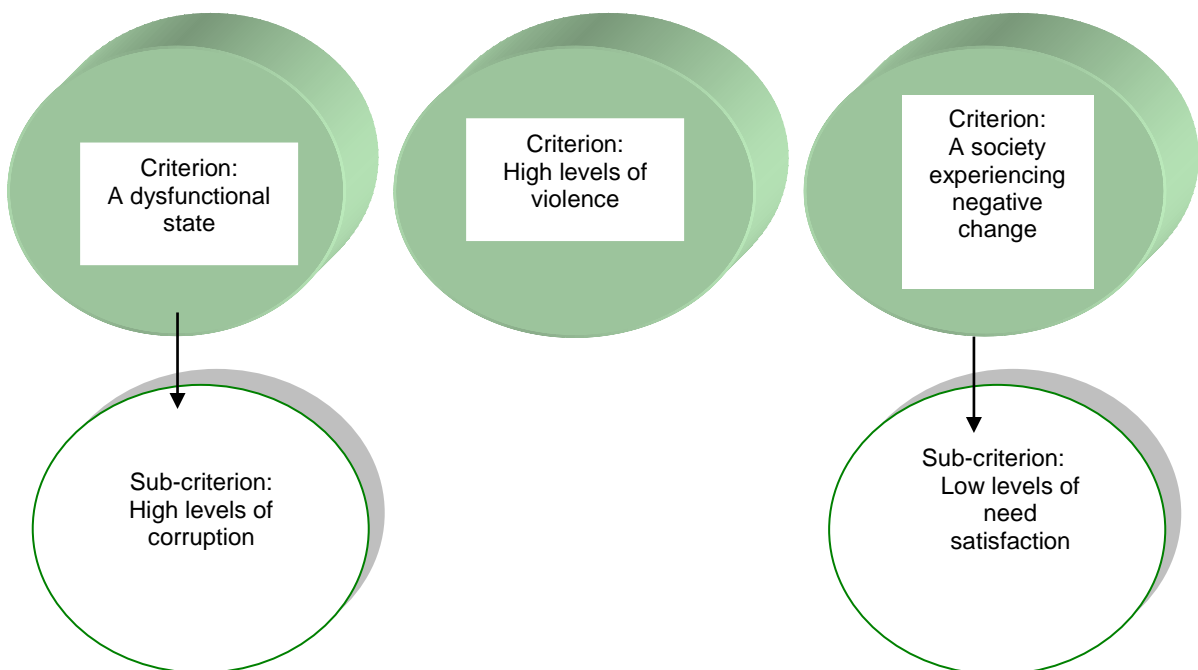 Criterion:
A dysfunctional
state
Criterion:
High levels of
violence
Criterion:
A society
experiencing
negative
change
Sub-criterion:
High levels of
corruption
Sub-criterion:
Low levels of
need
satisfaction